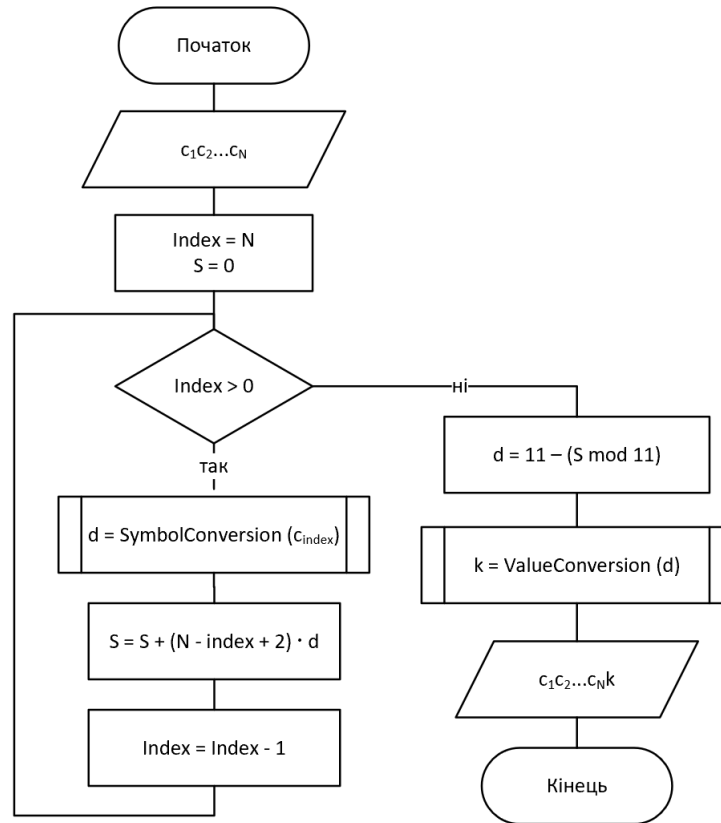 Початок
c₁c₂...cN
Index = N
S = 0
Index > 0
ні
так
d = SymbolConversion (cindex)
S = S + (N - index + 2) · d
Index = Index - 1
d = 11 – (S mod 11)
k = ValueConversion (d)
c₁c₂...cNk
Кінець